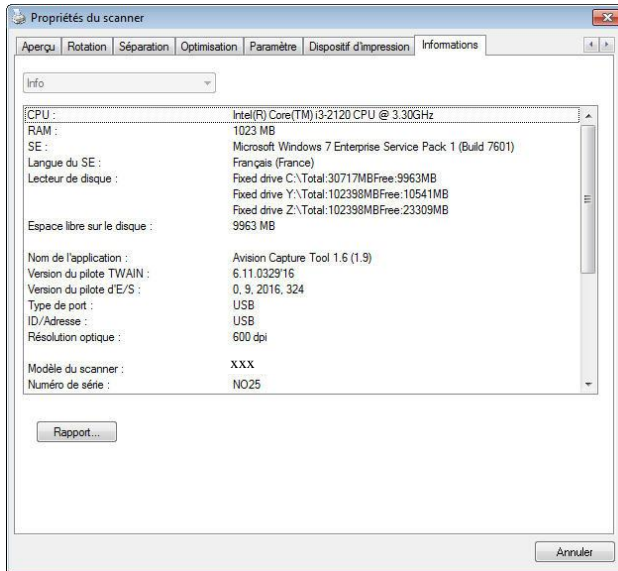 Propriétés du scanner
Aperçu Rotation Séparation Optimisation Paramètre Dispositif d'impression Informations
Info
CPU : Intel(R) Core(TM) i3-2120 CPU @ 3.30GHz
RAM : 1023 MB
SE : Microsoft Windows 7 Enterprise Service Pack 1 (Build 7601)
Langue du SE : Français (France)
Lecteur de disque : Fixed drive C:\Total:30717MBFree:9963MB
Fixed drive Y:\Total:102398MBFree:10541MB
Fixed drive Z:\Total:102398MBFree:23309MB
Espace libre sur le disque : 9963 MB
Nom de l'application : Avision Capture Tool 1.6 (1.9)
Version du pilote TWAIN : 6.11.0329'16
Version du pilote d'E/S : 0, 9, 2016, 324
Type de port : USB
ID/Adresse : USB
Résolution optique : 600 dpi
Modèle du scanner : xxx
Numéro de série : NO25
Rapport...
Annuler